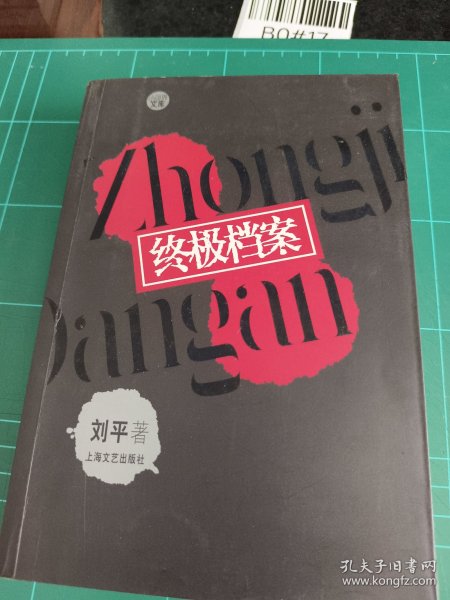 BO#17
文库
Zhongji
终极档案
Dangan
刘平著
上海文艺出版社
孔夫子旧书网
www.kongfz.com